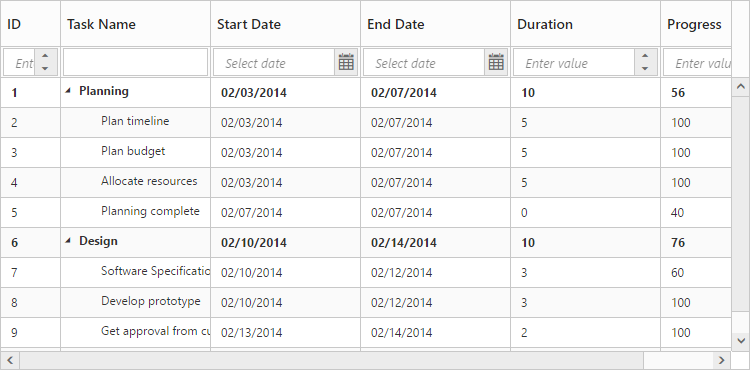 ID Task Name Start Date End Date Duration Progress
Ent Select date Select date Enter value Enter valu
1 Planning 02/03/2014 02/07/2014 10 56
2 Plan timeline 02/03/2014 02/07/2014 5 100
3 Plan budget 02/03/2014 02/07/2014 5 100
4 Allocate resources 02/03/2014 02/07/2014 5 100
5 Planning complete 02/07/2014 02/07/2014 0 40
6 Design 02/10/2014 02/14/2014 10 76
7 Software Specificatio 02/10/2014 02/12/2014 3 60
8 Develop prototype 02/10/2014 02/12/2014 3 100
9 Get approval from cu 02/13/2014 02/14/2014 2 100